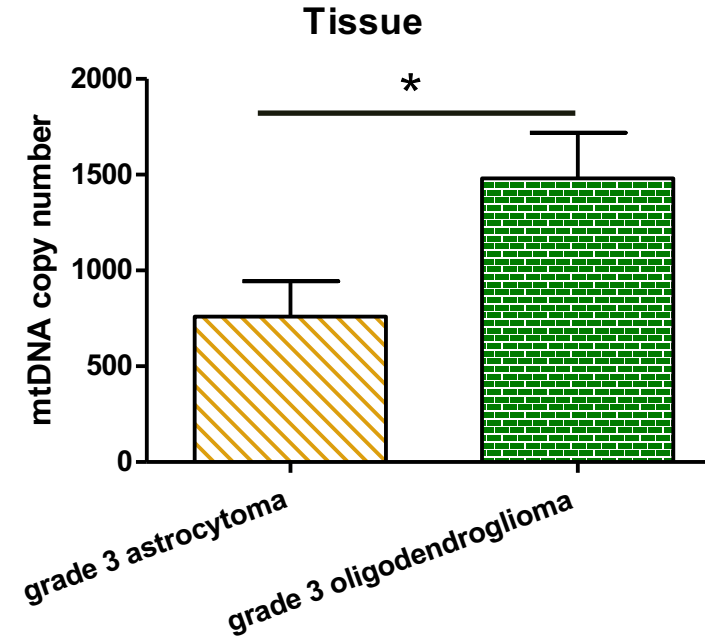 Tissue
*
2000
1500
1000
500
0
mtDNA copy number
grade 3 astrocytoma
grade 3 oligodendroglioma